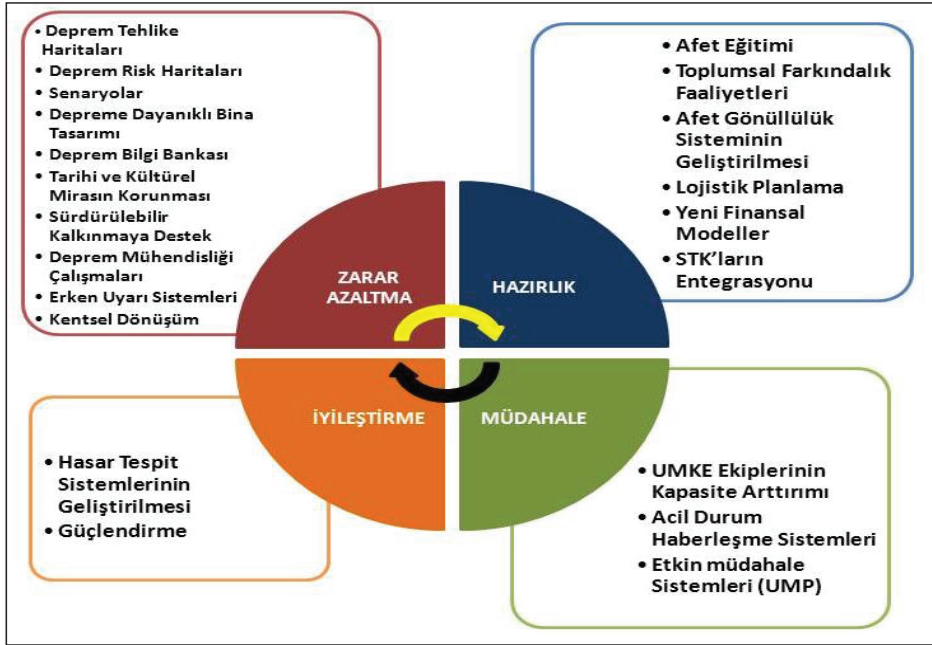 • Deprem Tehlike
Haritaları
• Deprem Risk Haritaları
• Senaryolar
• Depreme Dayanıklı Bina
Tasarımı
• Deprem Bilgi Bankası
• Tarihi ve Kültürel
Mirasın Korunması
• Sürdürülebilir
Kalkınmaya Destek
• Deprem Mühendisliği
Çalışmaları
• Erken Uyarı Sistemleri
• Kentsel Dönüşüm
• Afet Eğitimi
• Toplumsal Farkındalık
Faaliyetleri
• Afet Gönüllülük
Sisteminin
Geliştirilmesi
• Lojistik Planlama
• Yeni Finansal
Modeller
• STK’ların
Entegrasyonu
ZARAR
AZALTMA
HAZIRLIK
İYİLEŞTİRME
MÜDAHALE
• Hasar Tespit
Sistemlerinin
Geliştirilmesi
• Güçlendirme
• UMKE Ekiplerinin
Kapasite Arttırımı
• Acil Durum
Haberleşme Sistemleri
• Etkin müdahale
Sistemleri (UMP)